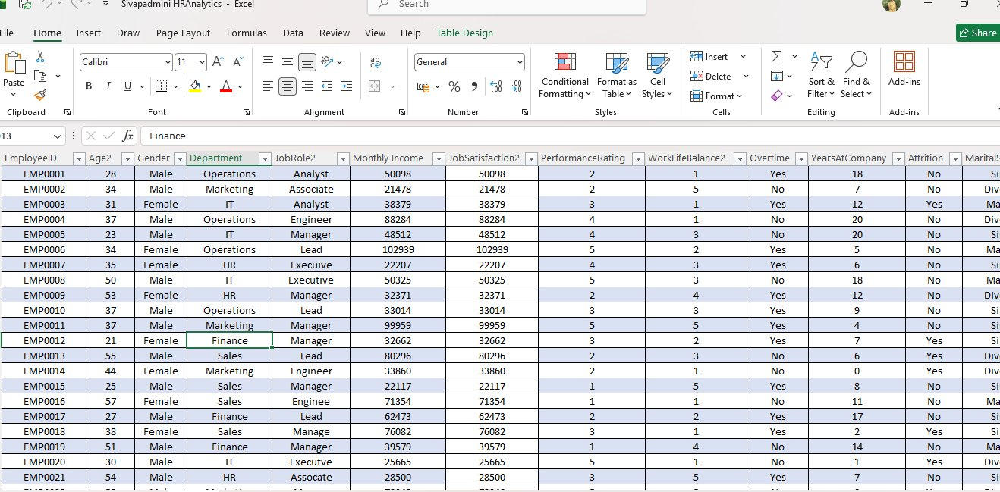 Sivapadmini HRAnalytics - Excel
Search
File Home Insert Draw Page Layout Formulas Data Review View Help Table Design Share
Calibri 11 General Insert
Paste Conditional Format as Cell Delete Sort & Find & Add-ins
B I U A % Formatting Table Styles Format Filter Select
Clipboard Font Alignment Number Styles Cells Editing Add-ins
13 fx Finance
EmployeeID Age2 Gender Department JobRole2 Monthly Income JobSatisfaction2 PerformanceRating WorkLifeBalance2 Overtime YearsAtCompany Attrition MaritalS
EMP0001 28 Male Operations Analyst 50098 50098 2 1 Yes 18 No Si
EMP0002 34 Male Marketing Associate 21478 21478 2 5 No 7 No Div
EMP0003 31 Female IT Analyst 38379 38379 3 1 Yes 12 Yes Ma
EMP0004 37 Male Operations Engineer 88284 88284 4 1 No 20 No Div
EMP0005 23 Male IT Manager 48512 48512 4 3 No 20 No Si
EMP0006 34 Female Operations Lead 102939 102939 5 2 Yes 5 No Ma
EMP0007 35 Female HR Execuive 22207 22207 4 3 Yes 6 No Si
EMP0008 50 Male IT Executive 50325 50325 5 3 No 18 No Ma
EMP0009 53 Female HR Manager 32371 32371 2 4 Yes 12 No Div
EMP0010 37 Male Operations Lead 33014 33014 3 3 Yes 9 No Si
EMP0011 37 Male Marketing Manager 99959 99959 5 5 Yes 4 No Si
EMP0012 21 Female Finance Manager 32662 32662 3 2 Yes 7 Yes Si
EMP0013 55 Male Sales Lead 80296 80296 2 3 No 6 Yes Div
EMP0014 44 Female Marketing Engineer 33860 33860 2 1 No 0 Yes Div
EMP0015 25 Male Sales Manager 22117 22117 1 5 Yes 8 No Si
EMP0016 57 Female Sales Enginee 71354 71354 1 1 No 11 No Ma
EMP0017 27 Male Finance Lead 62473 62473 2 2 Yes 17 No Si
EMP0018 38 Female Sales Manage 76082 76082 3 1 Yes 2 Yes Si
EMP0019 51 Male Finance Manager 39579 39579 1 4 No 14 No Ma
EMP0020 30 Male IT Executve 25665 25665 5 1 No 1 Yes Div
EMP0021 54 Male HR Assocate 28500 28500 3 5 Yes 7 No Si